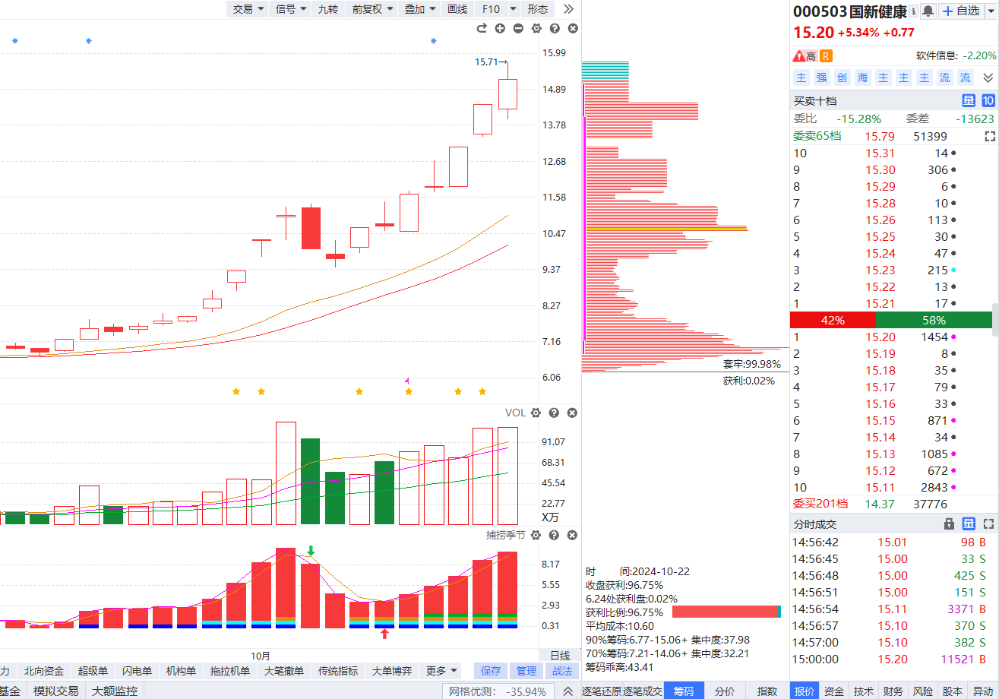 交易 信号 九转 前复权 叠加 画线 F10 形态
15.71→
15.99
14.89
13.78
12.68
11.58
10.47
9.37
8.27
7.16
6.06
VOL
91.07
68.31
45.54
22.77
X万
捕捞季节
8.17
5.55
2.93
0.31
10月 日线
力 北向资金 超级单 闪电单 机构单 拖拉机单 大笔撤单 传统指标 大单博弈 更多 保存 管理 战法
基金 模拟交易 大额监控 网格优测: -35.94%
套牢:99.98%
获利:0.02%
时 间:2024-10-22
收盘获利:96.75%
6.24处获利盘:0.02%
获利比例:96.75%
平均成本:10.60
90%筹码:6.77-15.06+ 集中度:37.98
70%筹码:7.21-14.06+ 集中度:32.21
筹码乖离:43.41
逐笔还原 逐笔成交 筹码 分价 指数
000503 国新健康 i 自选
15.20 +5.34% +0.77
高 R 软件信息: -2.20%
主 强 创 海 主 主 主 流 流
买卖十档 量 10
委比 -15.28% 委差 -13623
委卖65档 15.79 51399
10 15.31 14
9 15.30 306
8 15.29 6
7 15.28 10
6 15.26 113
5 15.25 30
4 15.24 47
3 15.23 215
2 15.22 13
1 15.21 17
42% 58%
1 15.20 1454
2 15.19 8
3 15.18 35
4 15.17 79
5 15.16 33
6 15.15 871
7 15.14 34
8 15.13 1085
9 15.12 672
10 15.11 2843
委买201档 14.37 37776
分时成交 量
14:56:42 15.01 98 B
14:56:45 15.00 33 S
14:56:48 15.00 425 S
14:56:51 15.00 151 S
14:56:54 15.11 3371 B
14:56:57 15.10 370 S
14:57:00 15.10 382 S
15:00:00 15.20 11521 B
报价 资金 技术 财务 风险 股本 异动